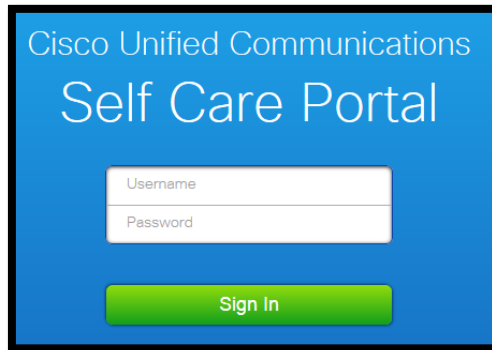 Cisco Unified Communications
Self Care Portal
Username
Password
Sign In